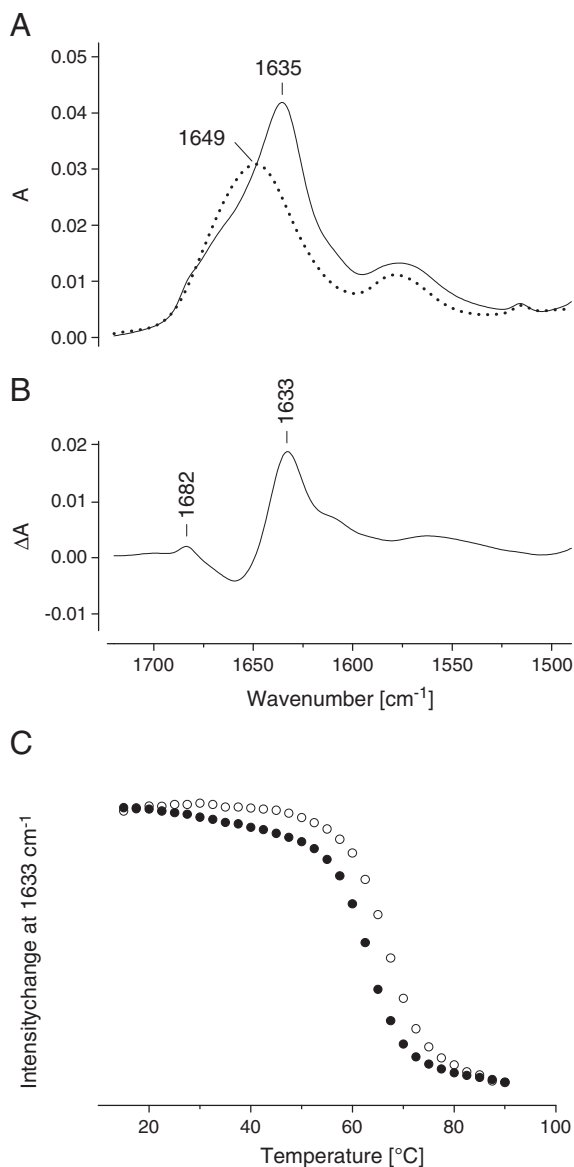 A
0.05
0.04
0.03
0.02
0.01
0.00
A
1635
1649
B
0.02
0.01
0.00
-0.01
ΔA
1682
1633
1700 1650 1600 1550 1500
Wavenumber [cm⁻¹]
C
Intensitychange at 1633 cm⁻¹
20 40 60 80 100
Temperature [°C]